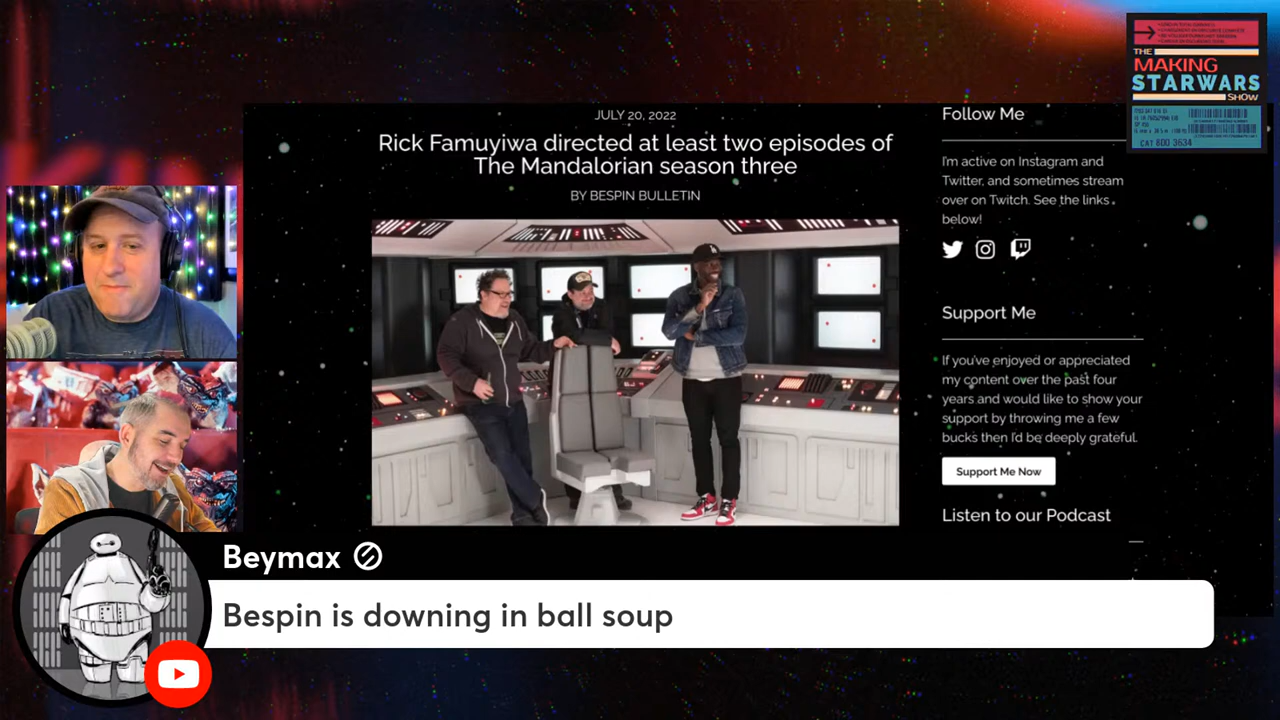 THE
MAKING
STARWARS
SHOW
CAT 8D0 3634
JULY 20, 2022
Rick Famuyiwa directed at least two episodes of
The Mandalorian season three
BY BESPIN BULLETIN
Follow Me
I'm active on Instagram and
Twitter, and sometimes stream
over on Twitch. See the links
below!
Support Me
If you've enjoyed or appreciated
my content over the past four
years and would like to show your
support by throwing me a few
bucks then I'd be deeply grateful.
Support Me Now
Listen to our Podcast
Beymax
Bespin is downing in ball soup